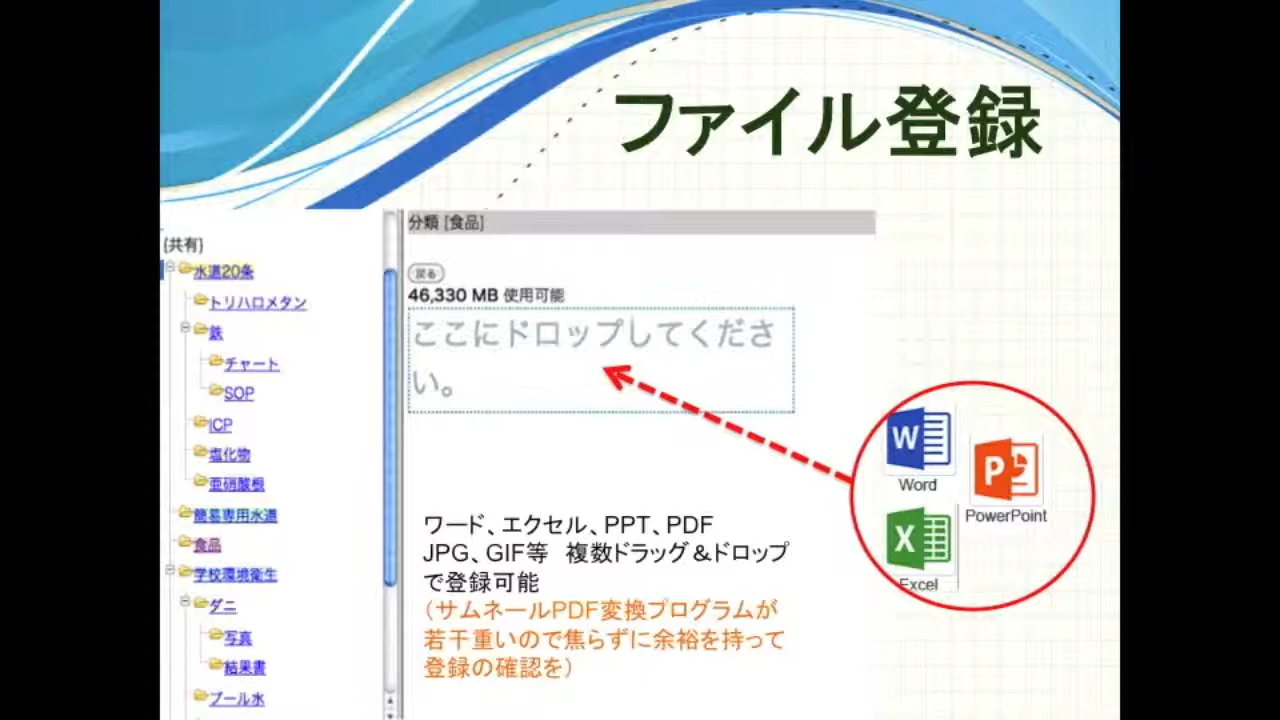 ファイル登録
分類 [食品]
(共有)
水道20条
トリハロメタン
鉄
チャート
SOP
ICP
塩化物
亜硝酸根
簡易専用水道
食品
学校環境衛生
ダニ
写真
結果書
プール水
戻る
46,330 MB 使用可能
ここにドロップしてくださ
い。
Word
PowerPoint
Excel
ワード、エクセル、PPT、PDF
JPG、GIF等　複数ドラッグ＆ドロップ
で登録可能
（サムネールPDF変換プログラムが
若干重いので焦らずに余裕を持って
登録の確認を）